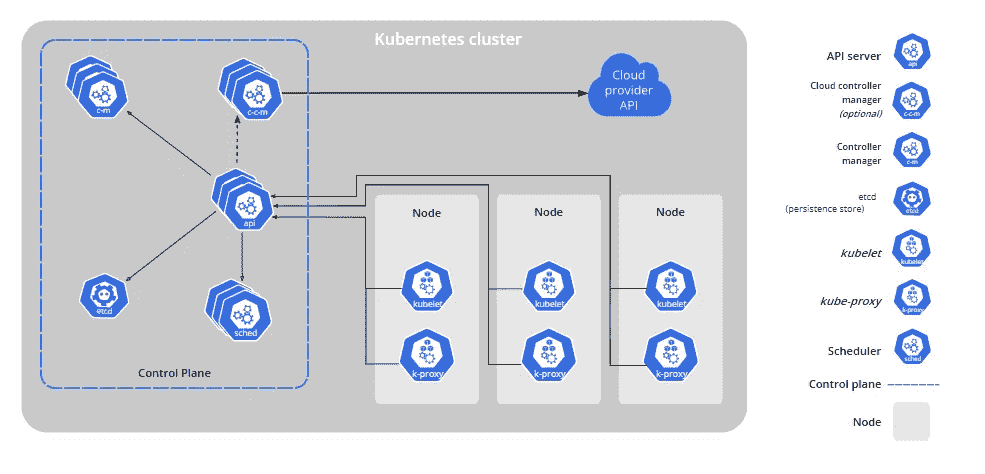 Kubernetes cluster
c-m
c-c-m
Cloud
provider
API
api
etcd
sched
Control Plane
Node
Node
Node
kubelet
kubelet
kubelet
k-proxy
k-proxy
k-proxy
API server
api
Cloud controller
manager
(optional)
c-c-m
Controller
manager
c-m
etcd
(persistence store)
etcd
kubelet
kubelet
kube-proxy
k-proxy
Scheduler
sched
Control plane
Node